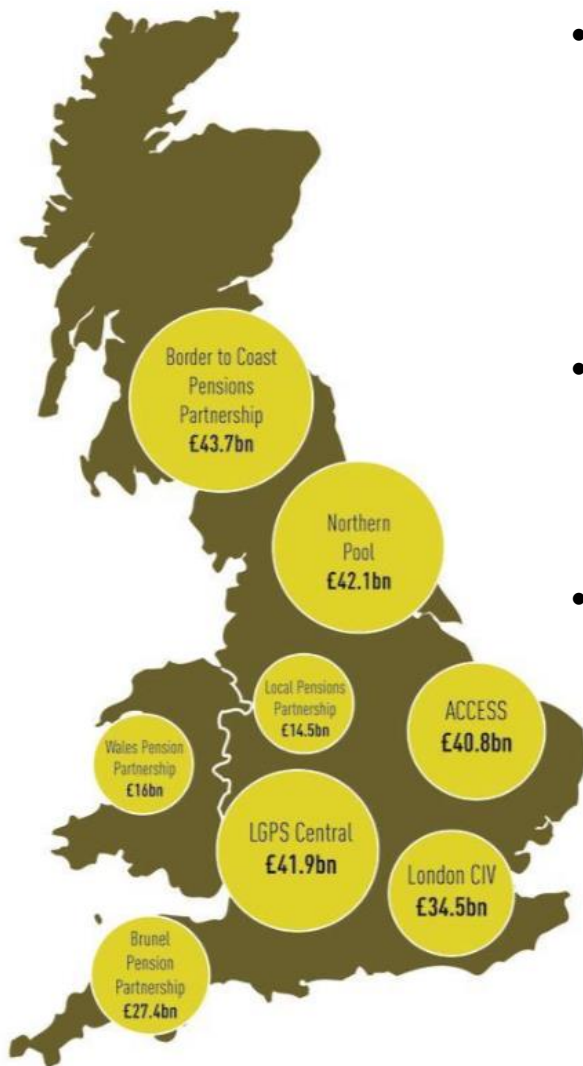 Border to Coast
Pensions
Partnership
£43.7bn
Northern
Pool
£42.1bn
Local Pensions
Partnership
£14.5bn
ACCESS
£40.8bn
Wales Pension
Partnership
£16bn
LGPS Central
£41.9bn
London CIV
£34.5bn
Brunel
Pension
Partnership
£27.4bn